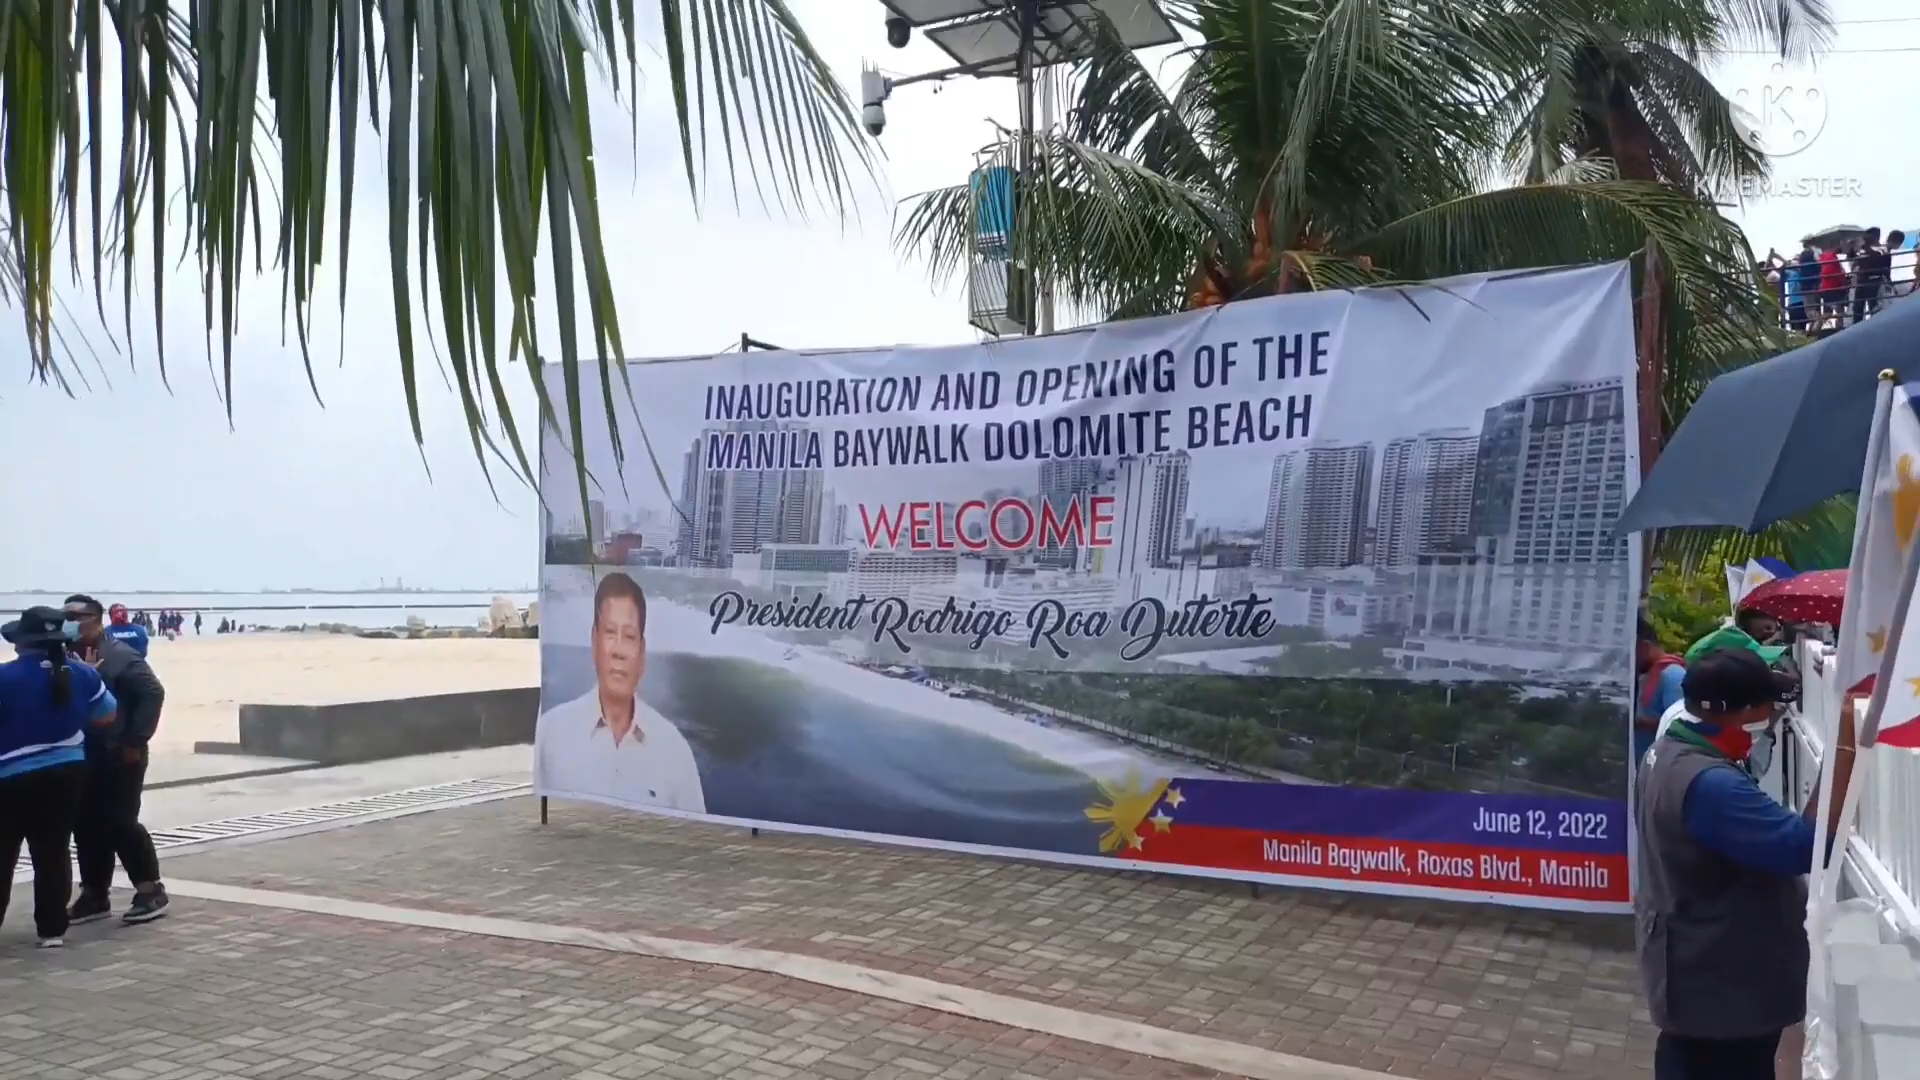 KINEMASTER
INAUGURATION AND OPENING OF THE
MANILA BAYWALK DOLOMITE BEACH
WELCOME
President Rodrigo Roa Duterte
June 12, 2022
Manila Baywalk, Roxas Blvd., Manila
MMDA